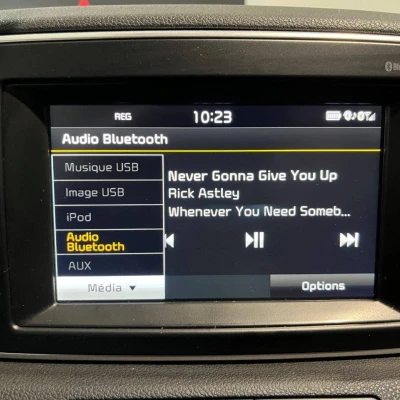 REG
10:23
Audio Bluetooth
Musique USB
Image USB
iPod
Audio
Bluetooth
AUX
Média
Never Gonna Give You Up
Rick Astley
Whenever You Need Someb...
Options